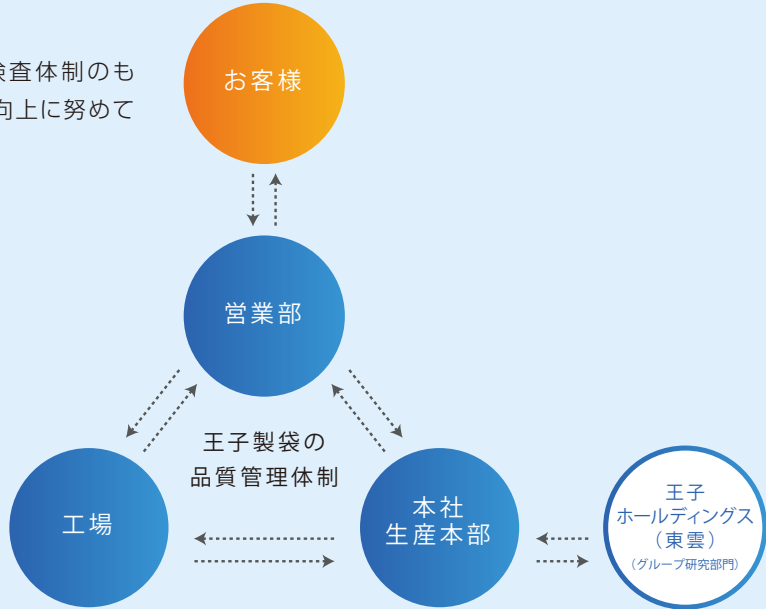 検査体制のも
向上に努めて
お客様
営業部
王子製袋の
品質管理体制
工場
本社
生産本部
王子
ホールディングス
（東雲）
（グループ研究部門）